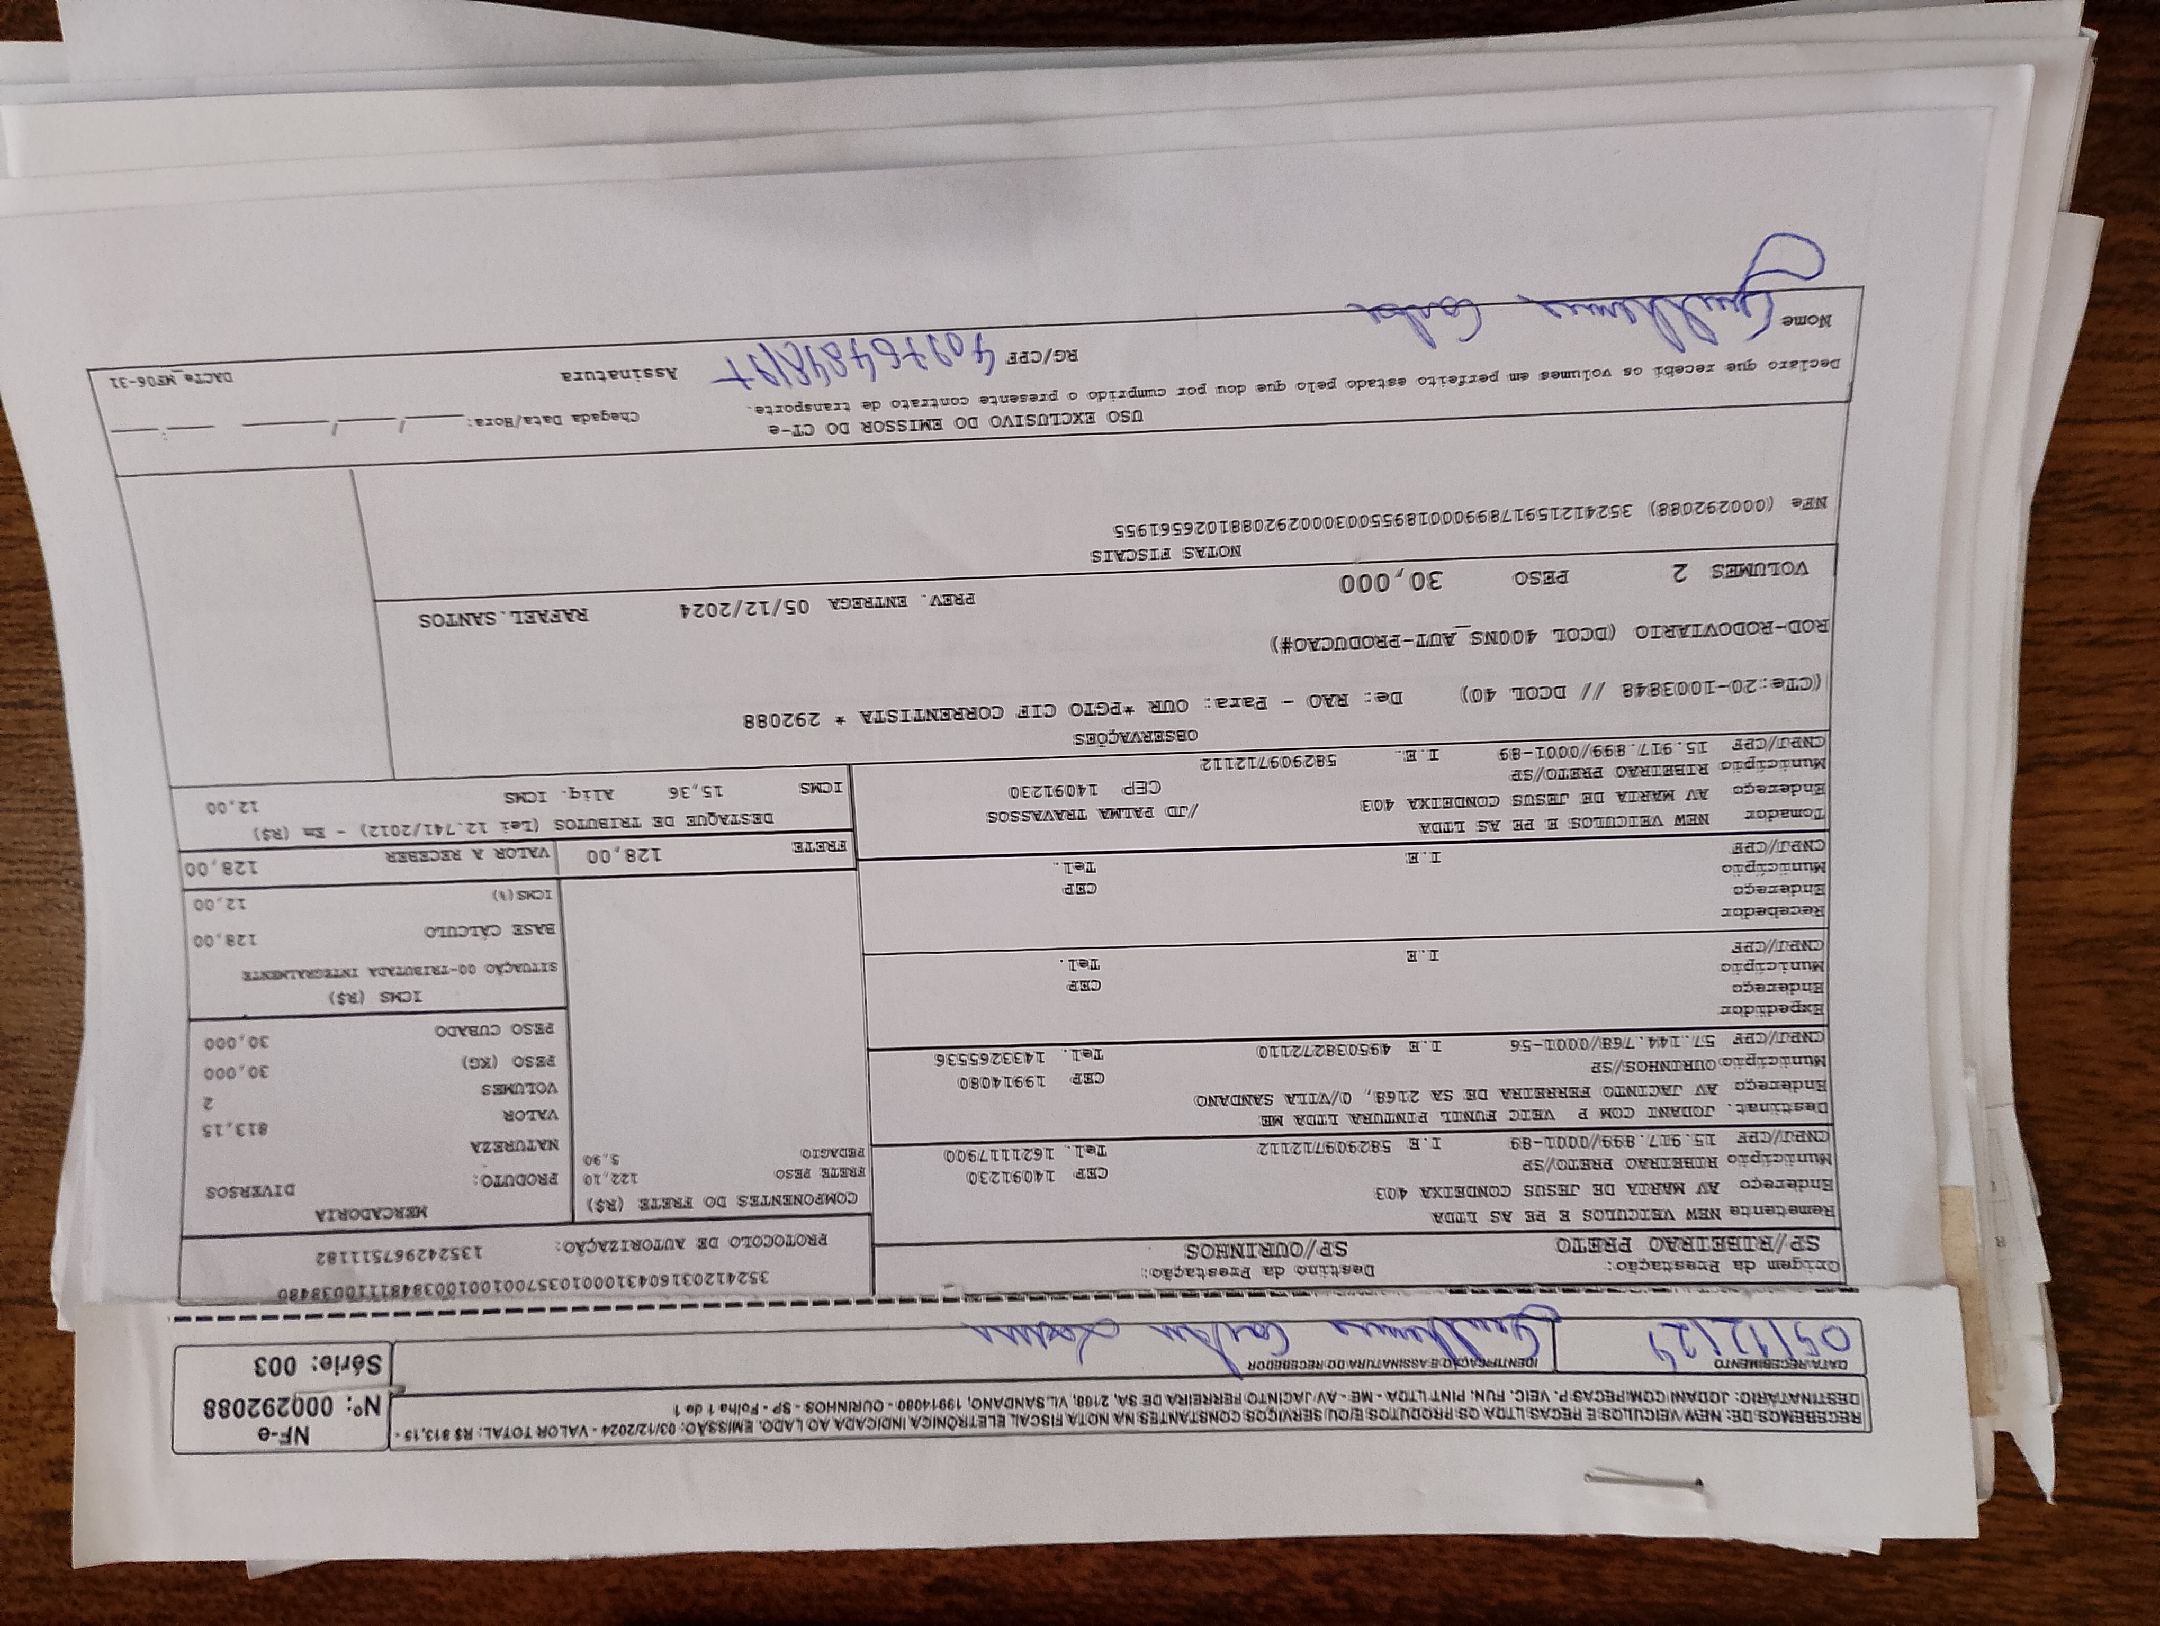 RECEBEMOS DE: NEW VEICULOS E PECAS LTDA OS PRODUTOS E/OU SERVIÇOS CONSTANTES NA NOTA FISCAL ELETRÔNICA INDICADA AO LADO. EMISSÃO: 03/12/2024 - VALOR TOTAL: R$ 813,15 -
DESTINATÁRIO: JODANI COM PECAS P. VEIC. FUN. PINT LTDA - ME - AV JACINTO FERREIRA DE SA, 2168, VL.SANDANO, 19914080 - OURINHOS - SP - Folha 1 de 1
NF-e
Nº: 000292088
Série: 003
DATA RECEBIMENTO
05/12/24
IDENTIFICAÇÃO E ASSINATURA DO RECEBEDOR
Guilherme
Origem da Prestação: Destino da Prestação:
SP/RIBEIRAO PRETO SP/OURINHOS
PROTOCOLO DE AUTORIZAÇÃO: 135242967511182
Remetente NEW VEICULOS E PE AS LTDA
Endereço AV MARIA DE JESUS CONDEIXA 403
Município RIBEIRAO PRETO/SP CEP 14091230
CNPJ/CPF 15.917.899/0001-89 I.E 582909712112 Tel. 1621117900
Destinat. JODANI COM P VEIC FUNIL PINTURA LTDA ME
Endereço AV JACINTO FERREIRA DE SA 2168, 0/VILA SANDANO
Município OURINHOS/SP CEP 19914080
CNPJ/CPF 57.144.768/0001-56 I.E 495038272110 Tel. 1433265536
Expedidor
Endereço
Município CEP
CNPJ/CPF I.E Tel.
Recebedor
Endereço
Município CEP
CNPJ/CPF I.E Tel.
Tomador NEW VEICULOS E PE AS LTDA
Endereço AV MARIA DE JESUS CONDEIXA 403 /JD PALMA TRAVASSOS
Município RIBEIRAO PRETO/SP CEP 14091230
CNPJ/CPF 15.917.899/0001-89 I.E. 582909712112
COMPONENTES DO FRETE (R$)
FRETE PESO 122,10
PEDAGIO 5,90
MERCADORIA
PRODUTO: DIVERSOS
NATUREZA
VALOR 813,15
VOLUMES 2
PESO (KG) 30,000
PESO CUBADO 30,000
ICMS (R$)
SITUAÇÃO 00-TRIBUTADA INTEGRALMENTE
BASE CÁLCULO 128,00
ICMS(%) 12,00
FRETE 128,00 VALOR A RECEBER 128,00
DESTAQUE DE TRIBUTOS (Lei 12.741/2012) - Em (R$)
ICMS 15,36 Aliq. ICMS 12,00
OBSERVAÇÕES
(CTe:20-1003848 // DCOL 40) De: RAO - Para: OUR *PGTO CIF CORRENTISTA * 292088
ROD-RODOVIARIO (DCOL 400NS_AUT-PRODUCAO#)
VOLUMES 2 PESO 30,000 PREV. ENTREGA 05/12/2024 RAFAEL.SANTOS
NOTAS FISCAIS
NFe (000292088) 35241215917899000189550030002920881026561955
USO EXCLUSIVO DO EMISSOR DO CT-e Chegada Data/Hora: ____/____/____ ___:___
Declaro que recebi os volumes em perfeito estado pelo que dou por cumprido o presente contrato de transporte.
Nome Guilherme RG/CPF Assinatura DACTe_MF06-31